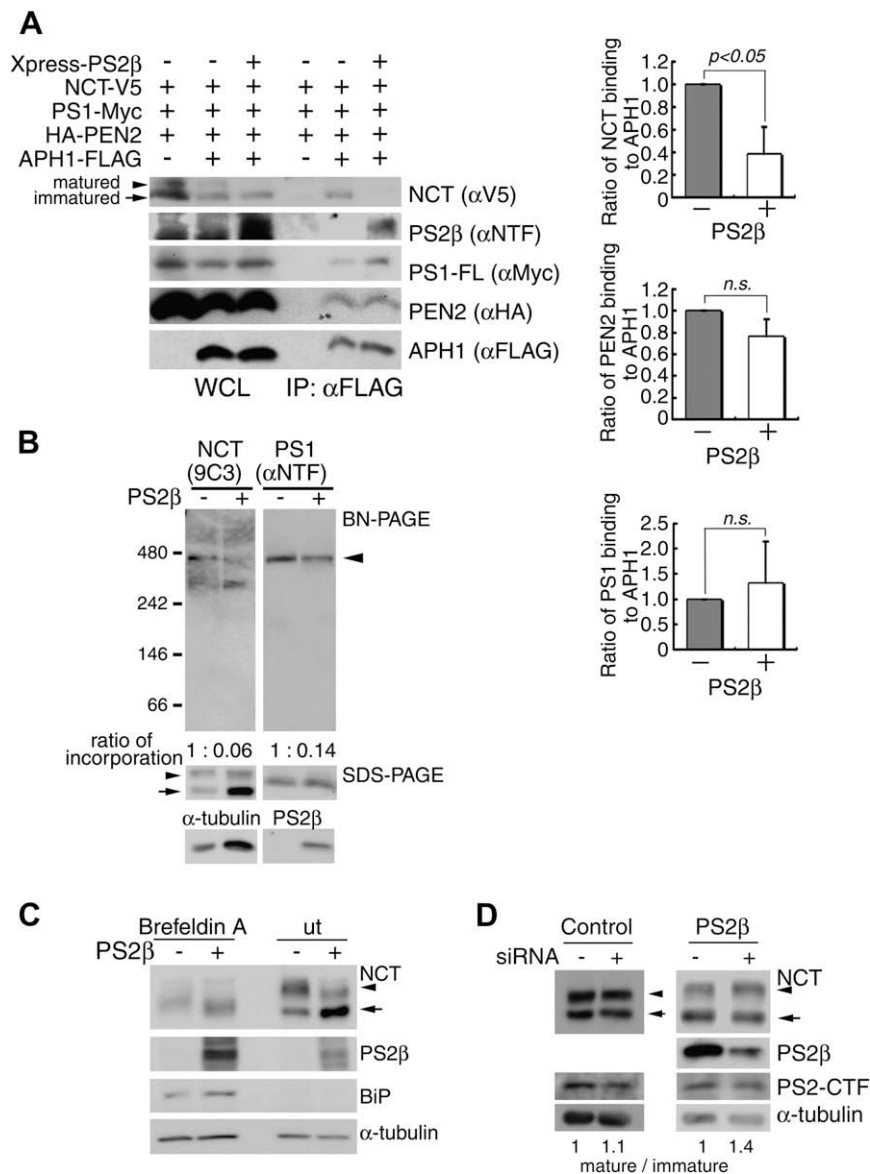 A
Xpress-PS2β - - + - - +
NCT-V5 + + + + + +
PS1-Myc + + + + + +
HA-PEN2 + + + + + +
APH1-FLAG - + + - + +
matured
immatured
NCT (αV5)
PS2β (αNTF)
PS1-FL (αMyc)
PEN2 (αHA)
APH1 (αFLAG)
WCL IP: αFLAG
Ratio of NCT binding
to APH1
1.2
1.0
0.8
0.6
0.4
0.2
0
p<0.05
− +
PS2β
Ratio of PEN2 binding
to APH1
1.2
1.0
0.8
0.6
0.4
0.2
0
n.s.
− +
PS2β
Ratio of PS1 binding
to APH1
2.5
2.0
1.5
1.0
0.5
0
n.s.
− +
PS2β
B
NCT PS1
(9C3) (αNTF)
PS2β - + - +
BN-PAGE
480
242
146
66
ratio of
incorporation 1 : 0.06 1 : 0.14
SDS-PAGE
α-tubulin PS2β
C
Brefeldin A ut
PS2β - + - +
NCT
PS2β
BiP
α-tubulin
D
Control PS2β
siRNA - + - +
NCT
PS2β
PS2-CTF
α-tubulin
1 1.1 1 1.4
mature / immature